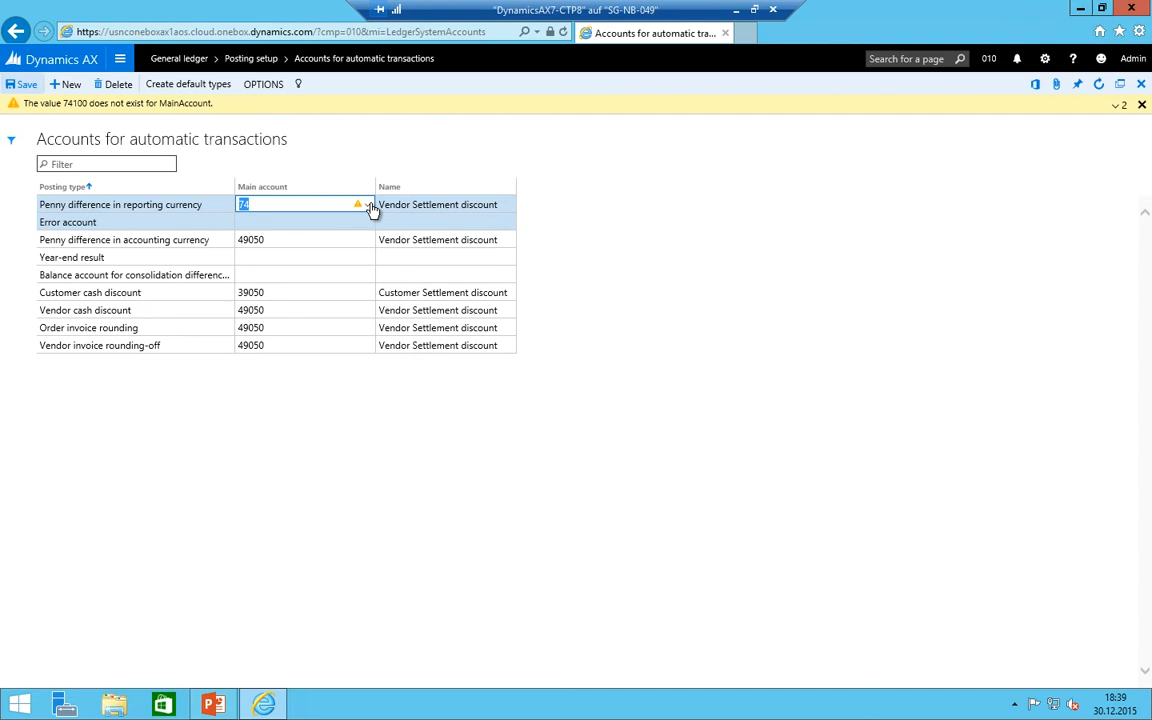 "DynamicsAX7-CTP8" auf "SG-NB-049"
https://usnconeboxax1aos.cloud.onebox.dynamics.com/?cmp=010&mi=LedgerSystemAccounts
Accounts for automatic tra...
Dynamics AX
General ledger > Posting setup > Accounts for automatic transactions
Search for a page
010
Admin
Save
+ New
Delete
Create default types
OPTIONS
The value 74100 does not exist for MainAccount.
2
Accounts for automatic transactions
Filter
Posting type Main account Name
Penny difference in reporting currency 74 Vendor Settlement discount
Error account
Penny difference in accounting currency 49050 Vendor Settlement discount
Year-end result
Balance account for consolidation differenc...
Customer cash discount 39050 Customer Settlement discount
Vendor cash discount 49050 Vendor Settlement discount
Order invoice rounding 49050 Vendor Settlement discount
Vendor invoice rounding-off 49050 Vendor Settlement discount
18:39
30.12.2015